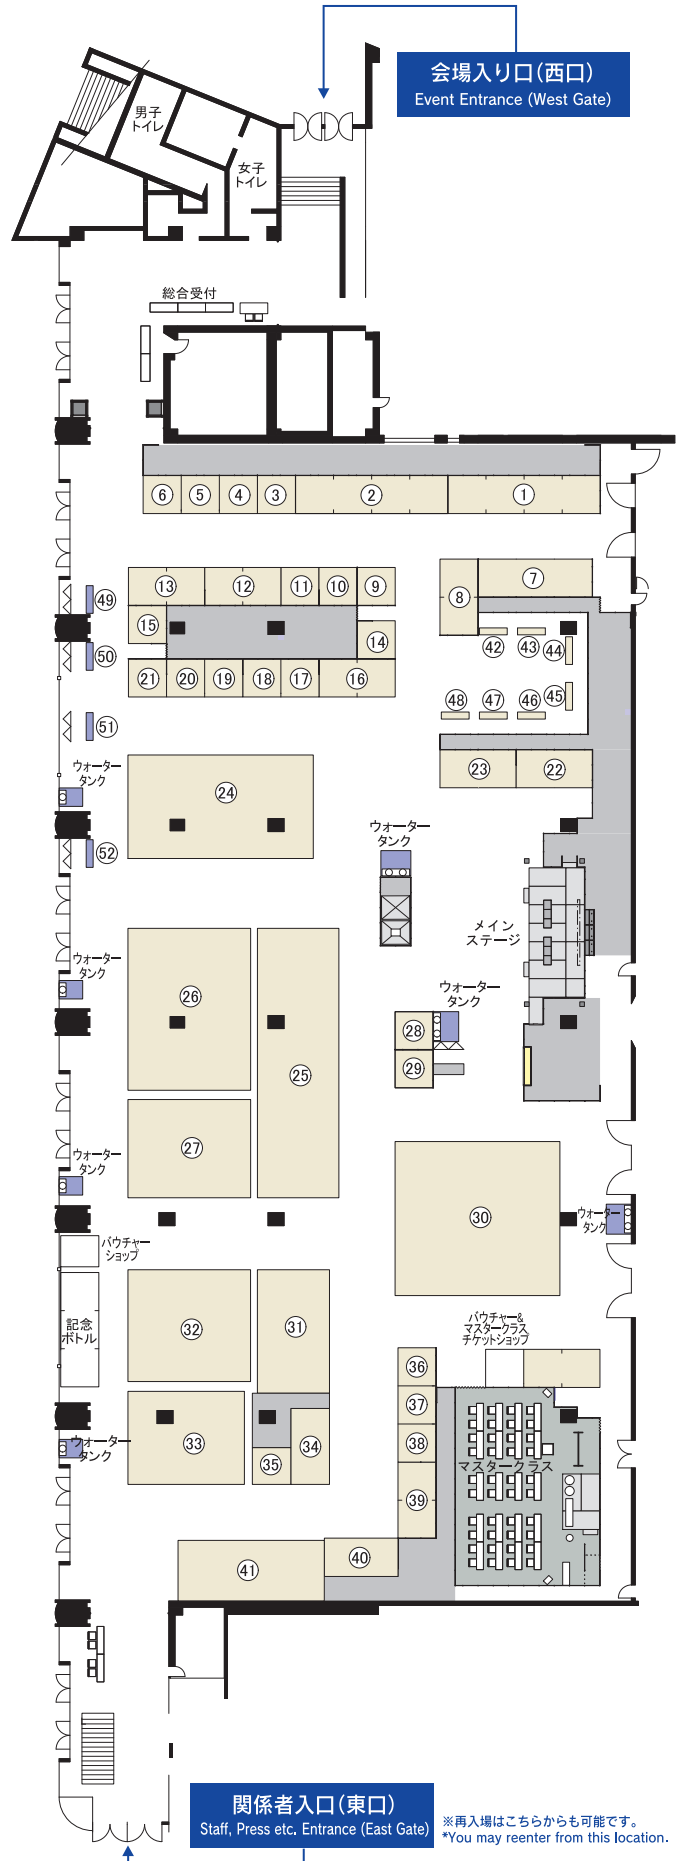 会場入り口(西口)
Event Entrance (West Gate)
男子
トイレ
女子
トイレ
総合受付
6
5
4
3
2
1
13
12
11
10
9
8
7
15
14
21
20
19
18
17
16
49
50
51
52
42
43
44
45
48
47
46
23
22
ウォーター
タンク
24
ウォーター
タンク
メイン
ステージ
ウォーター
タンク
26
25
ウォーター
タンク
28
29
27
ウォーター
タンク
30
ウォーター
タンク
バウチャー
ショップ
記念
ボトル
32
31
バウチャー&
マスタークラス
チケットショップ
36
37
38
39
33
34
35
ウォーター
タンク
マスタークラス
40
41
関係者入口(東口)
Staff, Press etc. Entrance (East Gate)
※再入場はこちらからも可能です。
*You may reenter from this location.